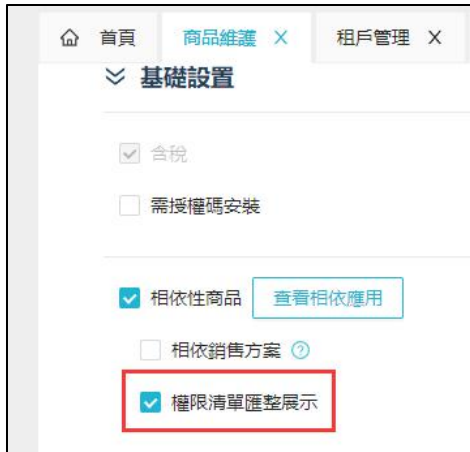 首頁 商品維護 X 租戶管理 X
基礎設置
含稅
需授權碼安裝
相依性商品 查看相依應用
相依銷售方案 ?
權限清單匯整展示